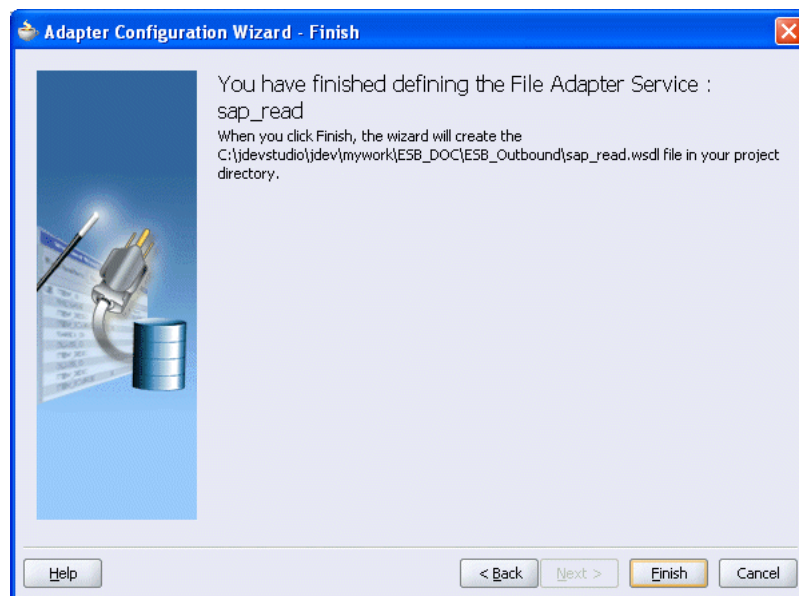 Adapter Configuration Wizard - Finish
You have finished defining the File Adapter Service :
sap_read
When you click Finish, the wizard will create the
C:\jdevstudio\jdev\mywork\ESB_DOC\ESB_Outbound\sap_read.wsdl file in your project
directory.
Help
< Back
Next >
Finish
Cancel